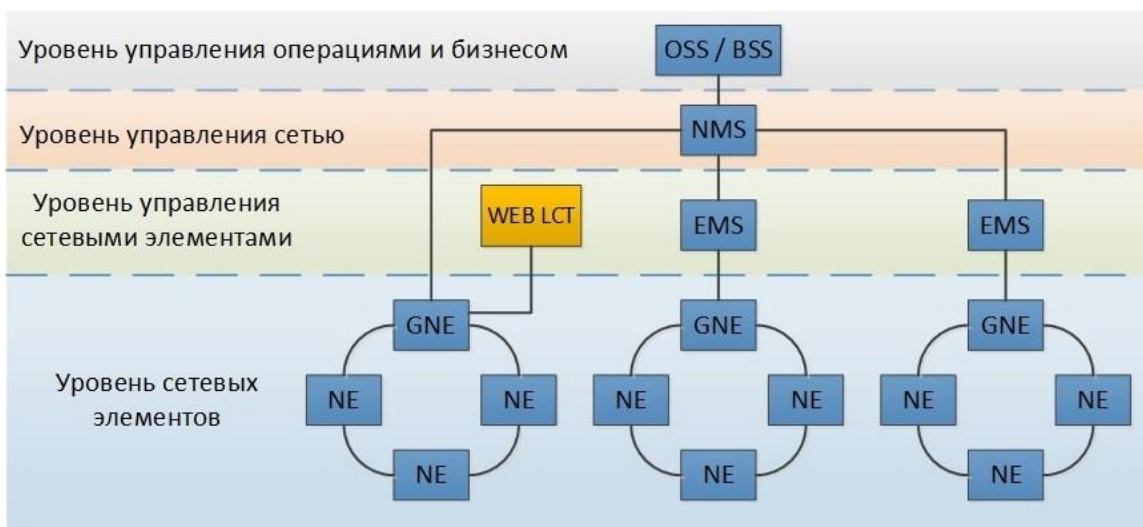 Уровень управления операциями и бизнесом
OSS / BSS
Уровень управления сетью
NMS
Уровень управления
сетевыми элементами
WEB LCT
EMS
EMS
Уровень сетевых
элементов
GNE
GNE
GNE
NE
NE
NE
NE
NE
NE
NE
NE
NE